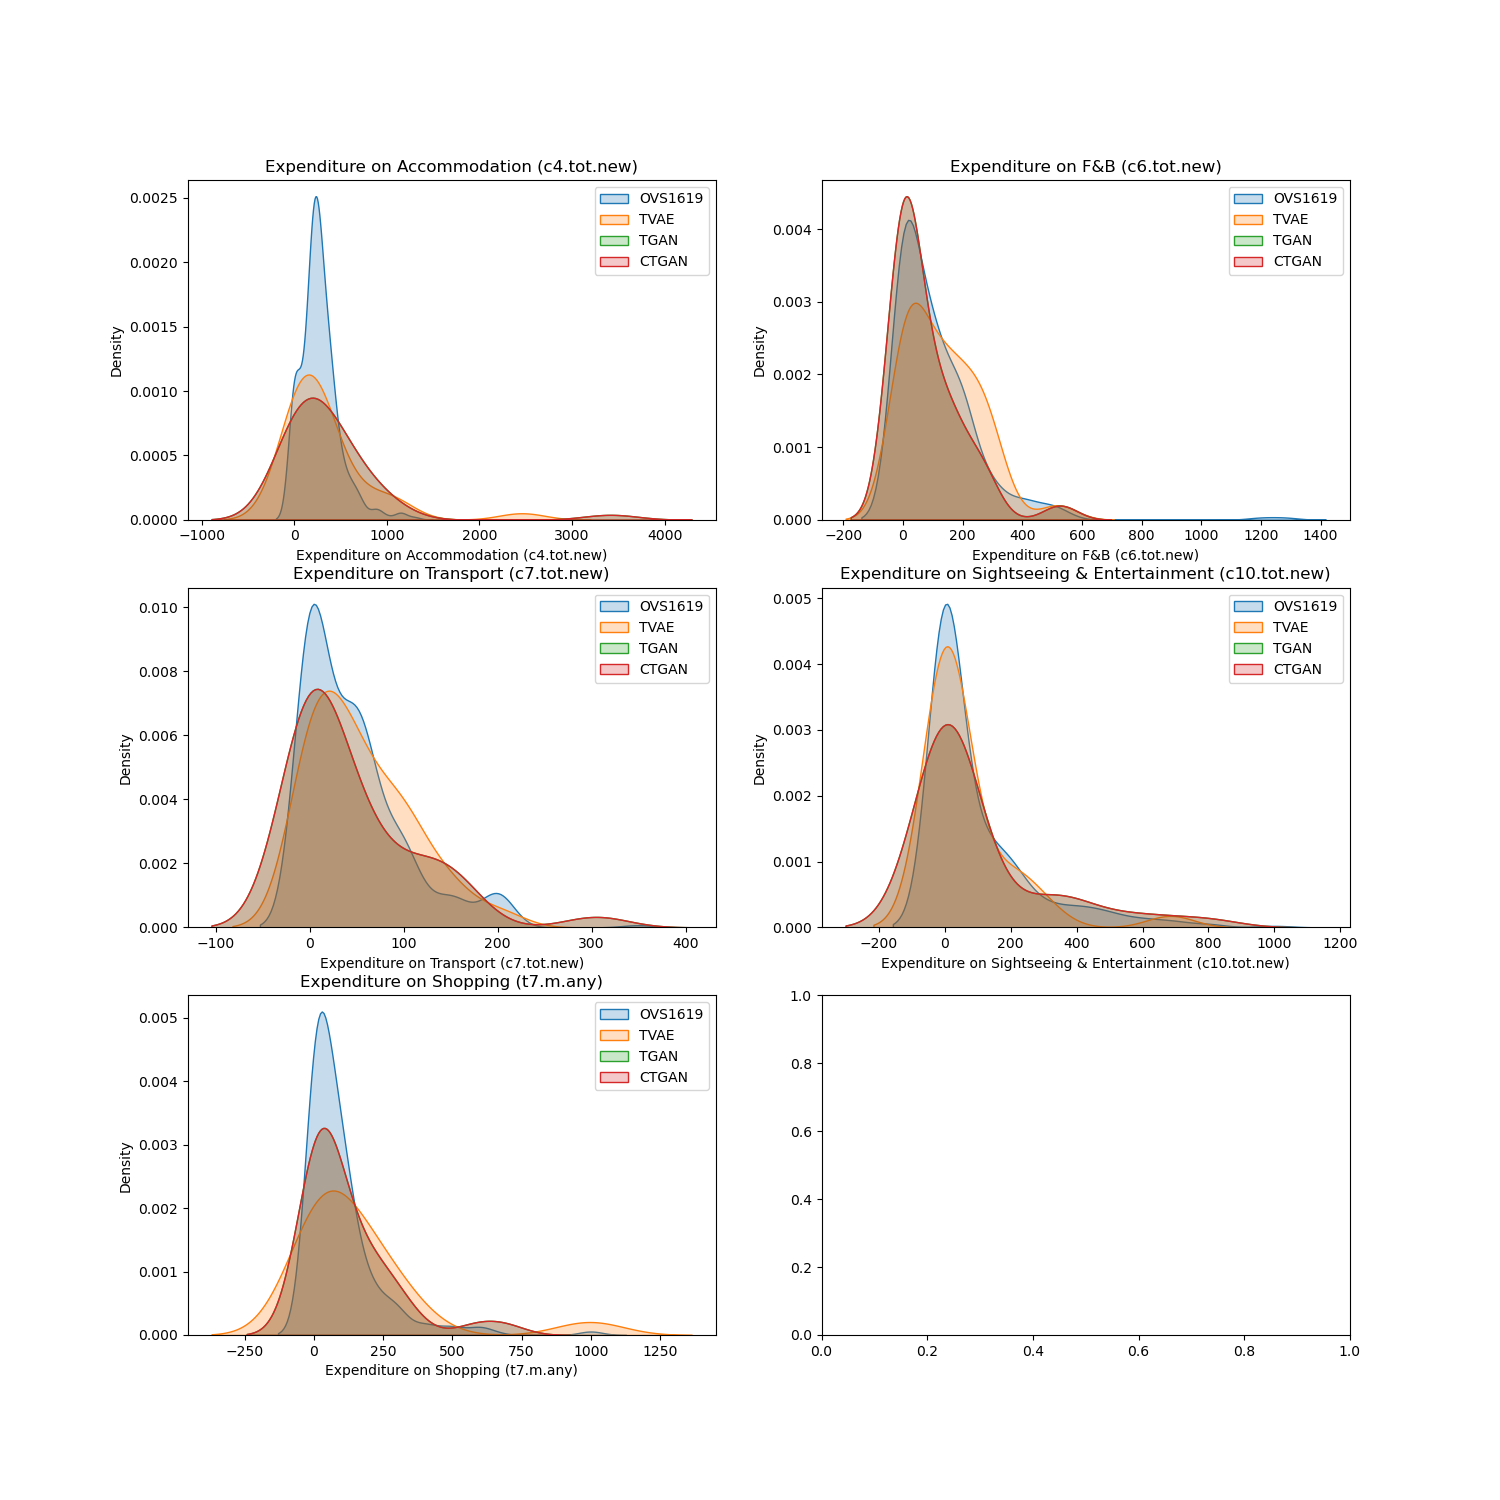 Expenditure on Accommodation (c4.tot.new)
Density
0.0025
0.0020
0.0015
0.0010
0.0005
0.0000
OVS1619
TVAE
TGAN
CTGAN
−1000 0 1000 2000 3000 4000
Expenditure on Accommodation (c4.tot.new)
Expenditure on F&B (c6.tot.new)
Density
0.004
0.003
0.002
0.001
0.000
OVS1619
TVAE
TGAN
CTGAN
−200 0 200 400 600 800 1000 1200 1400
Expenditure on F&B (c6.tot.new)
Expenditure on Transport (c7.tot.new)
Density
0.010
0.008
0.006
0.004
0.002
0.000
OVS1619
TVAE
TGAN
CTGAN
−100 0 100 200 300 400
Expenditure on Transport (c7.tot.new)
Expenditure on Sightseeing & Entertainment (c10.tot.new)
Density
0.005
0.004
0.003
0.002
0.001
0.000
OVS1619
TVAE
TGAN
CTGAN
−200 0 200 400 600 800 1000 1200
Expenditure on Sightseeing & Entertainment (c10.tot.new)
Expenditure on Shopping (t7.m.any)
Density
0.005
0.004
0.003
0.002
0.001
0.000
OVS1619
TVAE
TGAN
CTGAN
−250 0 250 500 750 1000 1250
Expenditure on Shopping (t7.m.any)
1.0
0.8
0.6
0.4
0.2
0.0
0.0 0.2 0.4 0.6 0.8 1.0